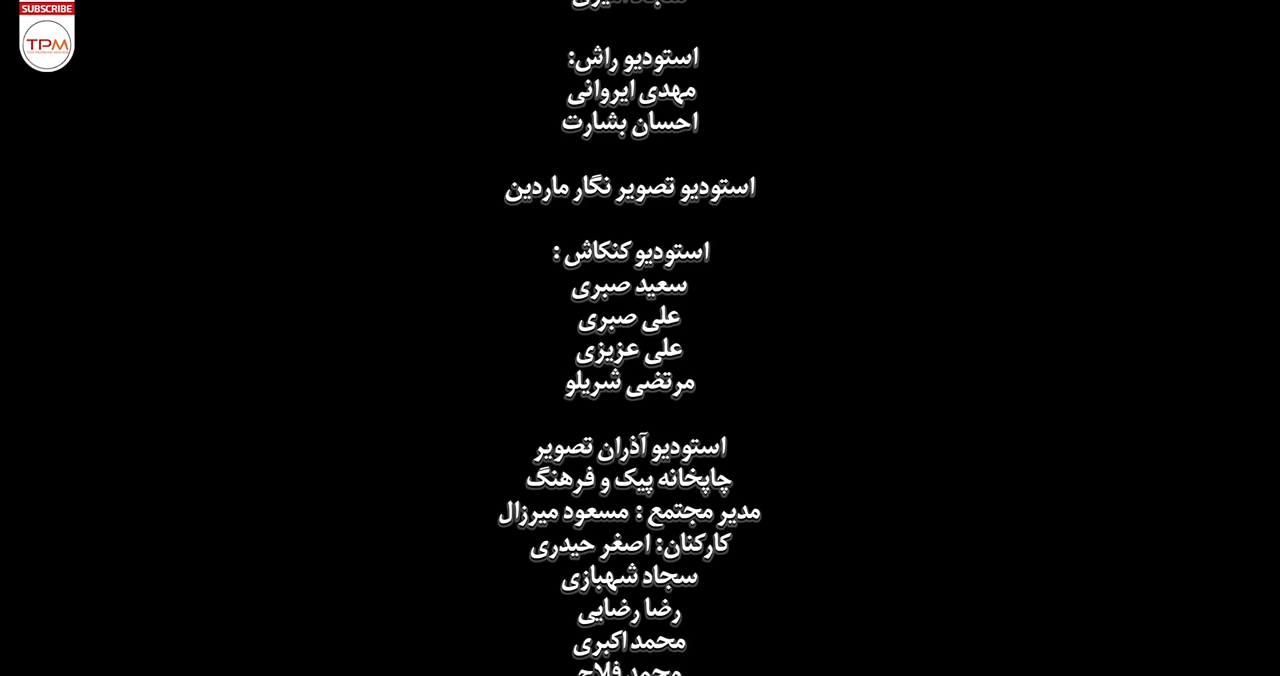 SUBSCRIBE
TPM
استودیو راش:
مهدی ایروانی
احسان بشارت
استودیو تصویر نگار ماردین
استودیو کنکاش :
سعید صبری
علی صبری
علی عزیزی
مرتضی شریلو
استودیو آذران تصویر
چاپخانه پیک و فرهنگ
مدیر مجتمع : مسعود میرزال
کارکنان: اصغر حیدری
سجاد شهبازی
رضا رضایی
محمد اکبری
محمد فلاح